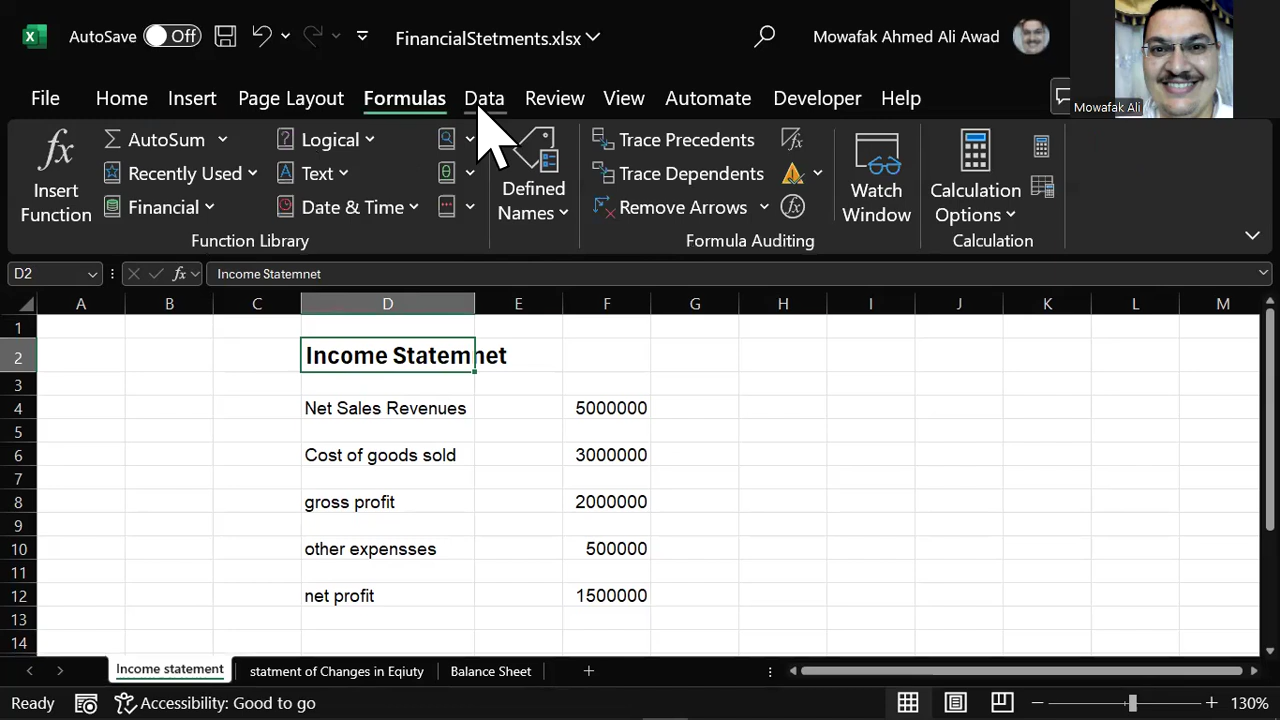 AutoSave Off FinancialStetments.xlsx Mowafak Ahmed Ali Awad
Mowafak Ali
File Home Insert Page Layout Formulas Data Review View Automate Developer Help
fx
Insert
Function
AutoSum
Recently Used
Financial
Logical
Text
Date & Time
Function Library
Defined
Names
Trace Precedents
Trace Dependents
Remove Arrows
Formula Auditing
Watch
Window
Calculation
Options
Calculation
D2 fx Income Statemnet
A B C D E F G H I J K L M
1
2 Income Statemnet
3
4 Net Sales Revenues 5000000
5
6 Cost of goods sold 3000000
7
8 gross profit 2000000
9
10 other expensses 500000
11
12 net profit 1500000
13
14
Income statement statment of Changes in Eqiuty Balance Sheet
Ready Accessibility: Good to go 130%